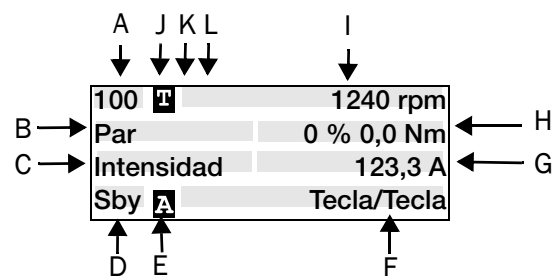 A J K L I
100 T 1240 rpm
B Par 0 % 0,0 Nm H
C Intensidad 123,3 A G
Sby A Tecla/Tecla
D E F